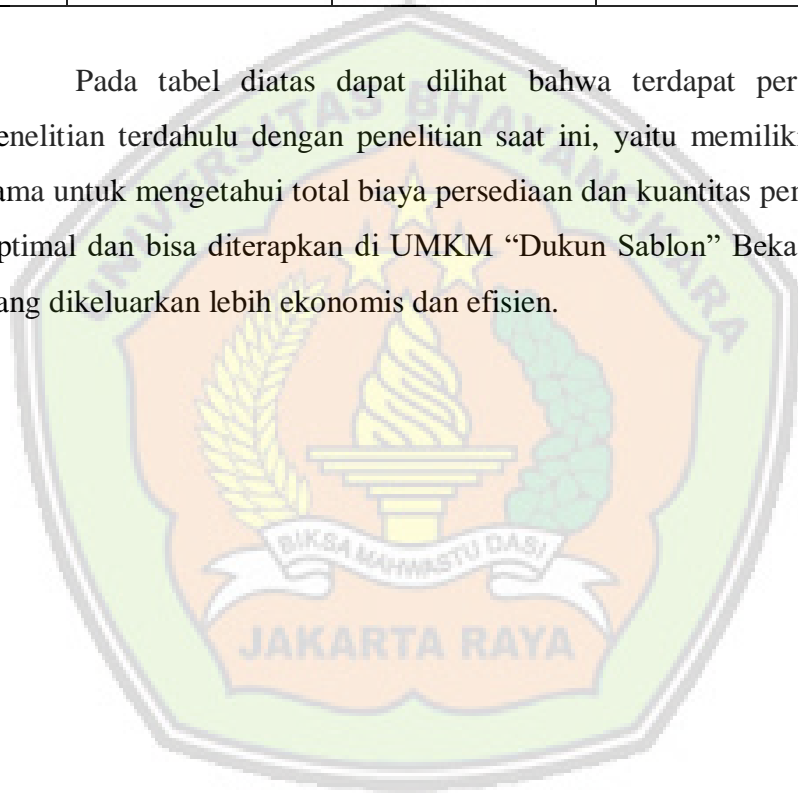 Pada tabel diatas dapat dilihat bahwa terdapat per
enelitian terdahulu dengan penelitian saat ini, yaitu memilik
ama untuk mengetahui total biaya persediaan dan kuantitas pen
ptimal dan bisa diterapkan di UMKM “Dukun Sablon” Beka
ang dikeluarkan lebih ekonomis dan efisien.
UNIVERSITAS BHAYANGKARA
BIKSA MAHWASTU DASI
JAKARTA RAYA